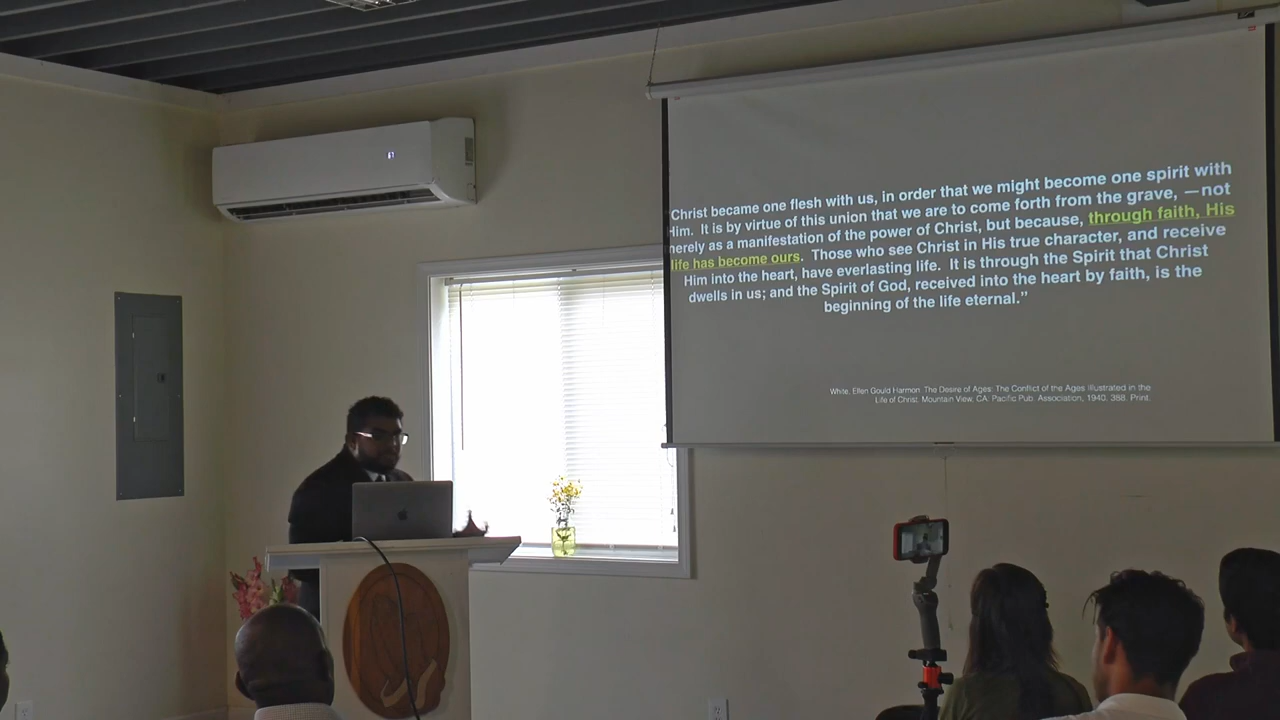 Christ became one flesh with us, in order that we might become one spirit with
Him. It is by virtue of this union that we are to come forth from the grave, —not
merely as a manifestation of the power of Christ, but because, through faith, His
life has become ours. Those who see Christ in His true character, and receive
Him into the heart, have everlasting life. It is through the Spirit that Christ
dwells in us; and the Spirit of God, received into the heart by faith, is the
beginning of the life eternal.”
White, Ellen Gould Harmon. The Desire of Ages: The Conflict of the Ages Illustrated in the
Life of Christ. Mountain View, CA: Pacific Pub. Association, 1940. 388. Print.